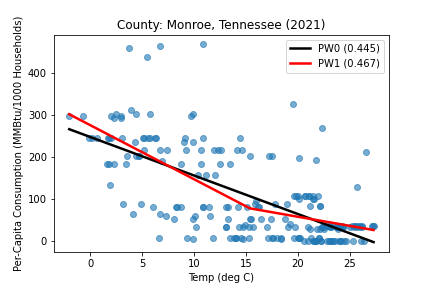 County: Monroe, Tennessee (2021)
Per-Capita Consumption (MMBtu/1000 Households)
400
300
200
100
0
PW0 (0.445)
PW1 (0.467)
0 5 10 15 20 25
Temp (deg C)